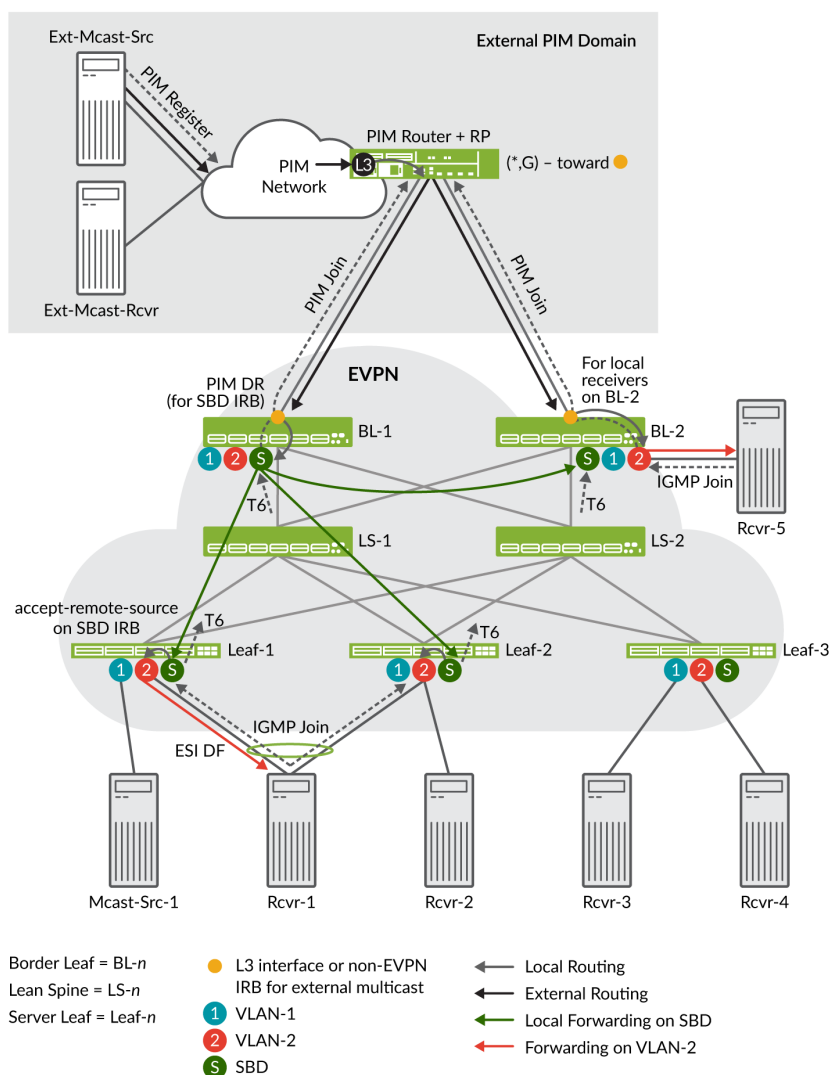 Ext-Mcast-Src
External PIM Domain
PIM Register
PIM Router + RP
PIM
Network
L3
(*,G) – toward
Ext-Mcast-Rcvr
PIM Join
PIM Join
PIM DR
(for SBD IRB)
EVPN
For local
receivers
on BL-2
BL-1
BL-2
1
2
S
S
1
2
IGMP Join
T6
T6
Rcvr-5
LS-1
LS-2
accept-remote-source
on SBD IRB
T6
T6
Leaf-1
Leaf-2
Leaf-3
1
2
S
1
2
S
1
2
S
IGMP Join
ESI DF
Mcast-Src-1
Rcvr-1
Rcvr-2
Rcvr-3
Rcvr-4
Border Leaf = BL-n
Lean Spine = LS-n
Server Leaf = Leaf-n
L3 interface or non-EVPN
IRB for external multicast
1 VLAN-1
2 VLAN-2
S SBD
Local Routing
External Routing
Local Forwarding on SBD
Forwarding on VLAN-2